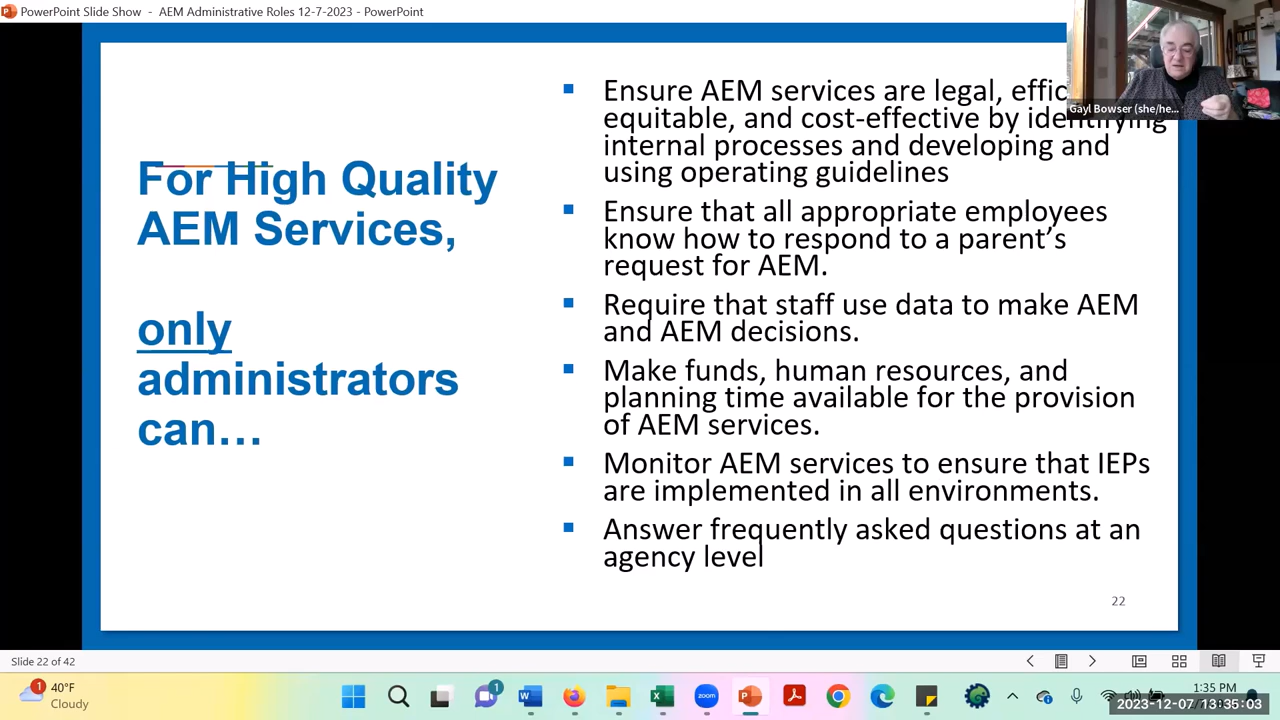 PowerPoint Slide Show - AEM Administrative Roles 12-7-2023 - PowerPoint
Gayl Bowser (she/he...
For High Quality
AEM Services,
only
administrators
can…
Ensure AEM services are legal,
equitable, and cost-effective by identifying
internal processes and developing and
using operating guidelines
Ensure that all appropriate employees
know how to respond to a parent’s
request for AEM.
Require that staff use data to make AEM
and AEM decisions.
Make funds, human resources, and
planning time available for the provision
of AEM services.
Monitor AEM services to ensure that IEPs
are implemented in all environments.
Answer frequently asked questions at an
agency level
22
Slide 22 of 42
1
40°F
Cloudy
1
zoom
1:35 PM
2023-12-07 13:35:03